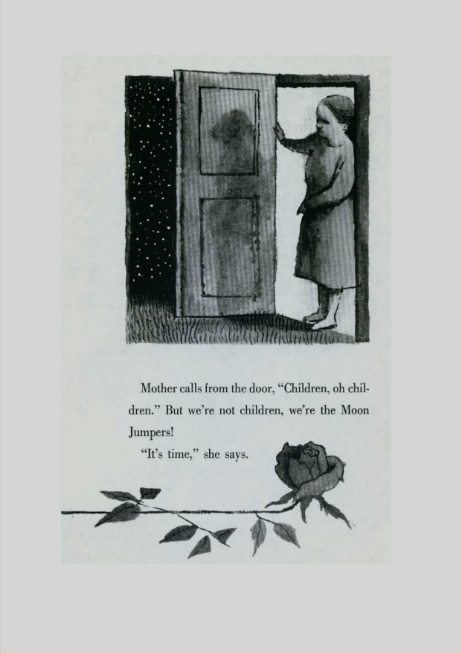 Mother calls from the door, “Children, oh chil-
dren.” But we’re not children, we’re the Moon
Jumpers!
“It’s time,” she says.